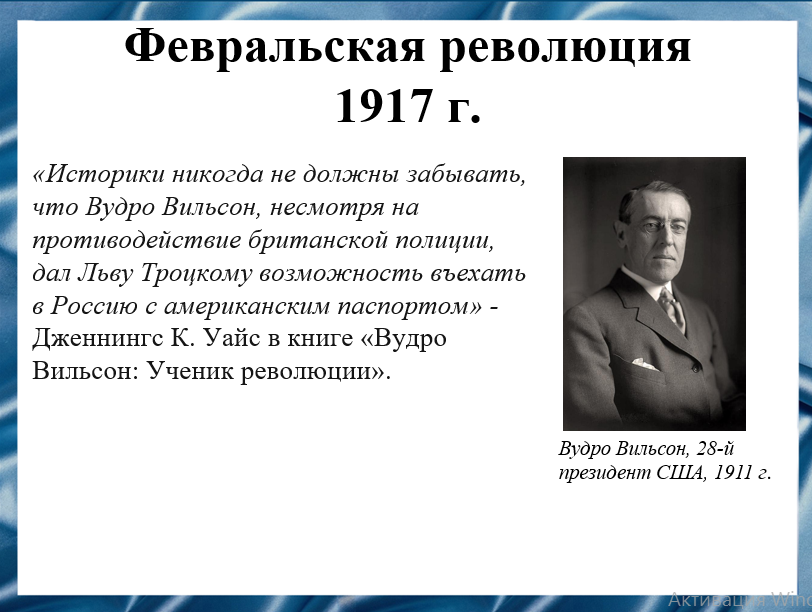 Февральская революция
1917 г.
«Историки никогда не должны забывать,
что Вудро Вильсон, несмотря на
противодействие британской полиции,
дал Льву Троцкому возможность въехать
в Россию с американским паспортом» -
Дженнингс К. Уайс в книге «Вудро
Вильсон: Ученик революции».
Вудро Вильсон, 28-й
президент США, 1911 г.
Активация Win